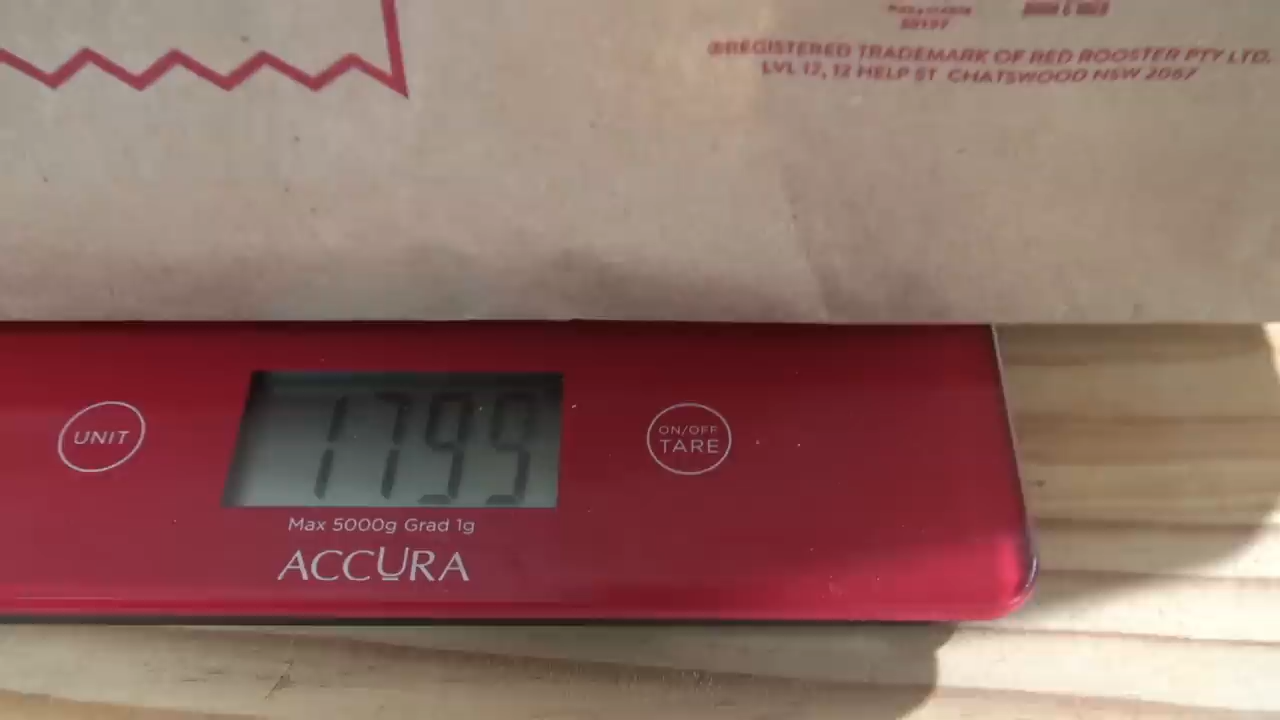 ®REGISTERED TRADEMARK OF RED ROOSTER PTY LTD.
LVL 17, 12 HELP ST CHATSWOOD NSW 2067
UNIT
1799
ON/OFF
TARE
Max 5000g Grad 1g
ACCURA